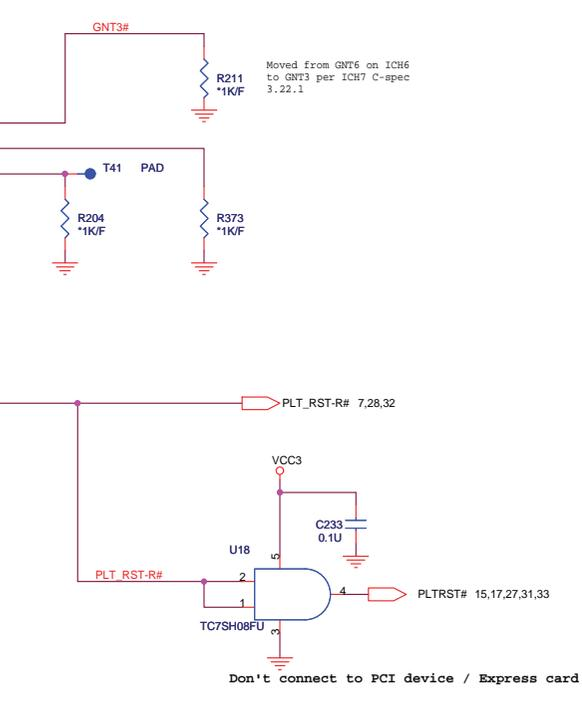 GNT3#
R211
*1K/F
Moved from GNT6 on ICH6
to GNT3 per ICH7 C-spec
3.22.1
T41 PAD
R204
*1K/F
R373
*1K/F
PLT_RST-R# 7,28,32
VCC3
C233
0.1U
U18
5
PLT_RST-R#
2
1
4
PLTRST# 15,17,27,31,33
TC7SH08FU
3
Don't connect to PCI device / Express card